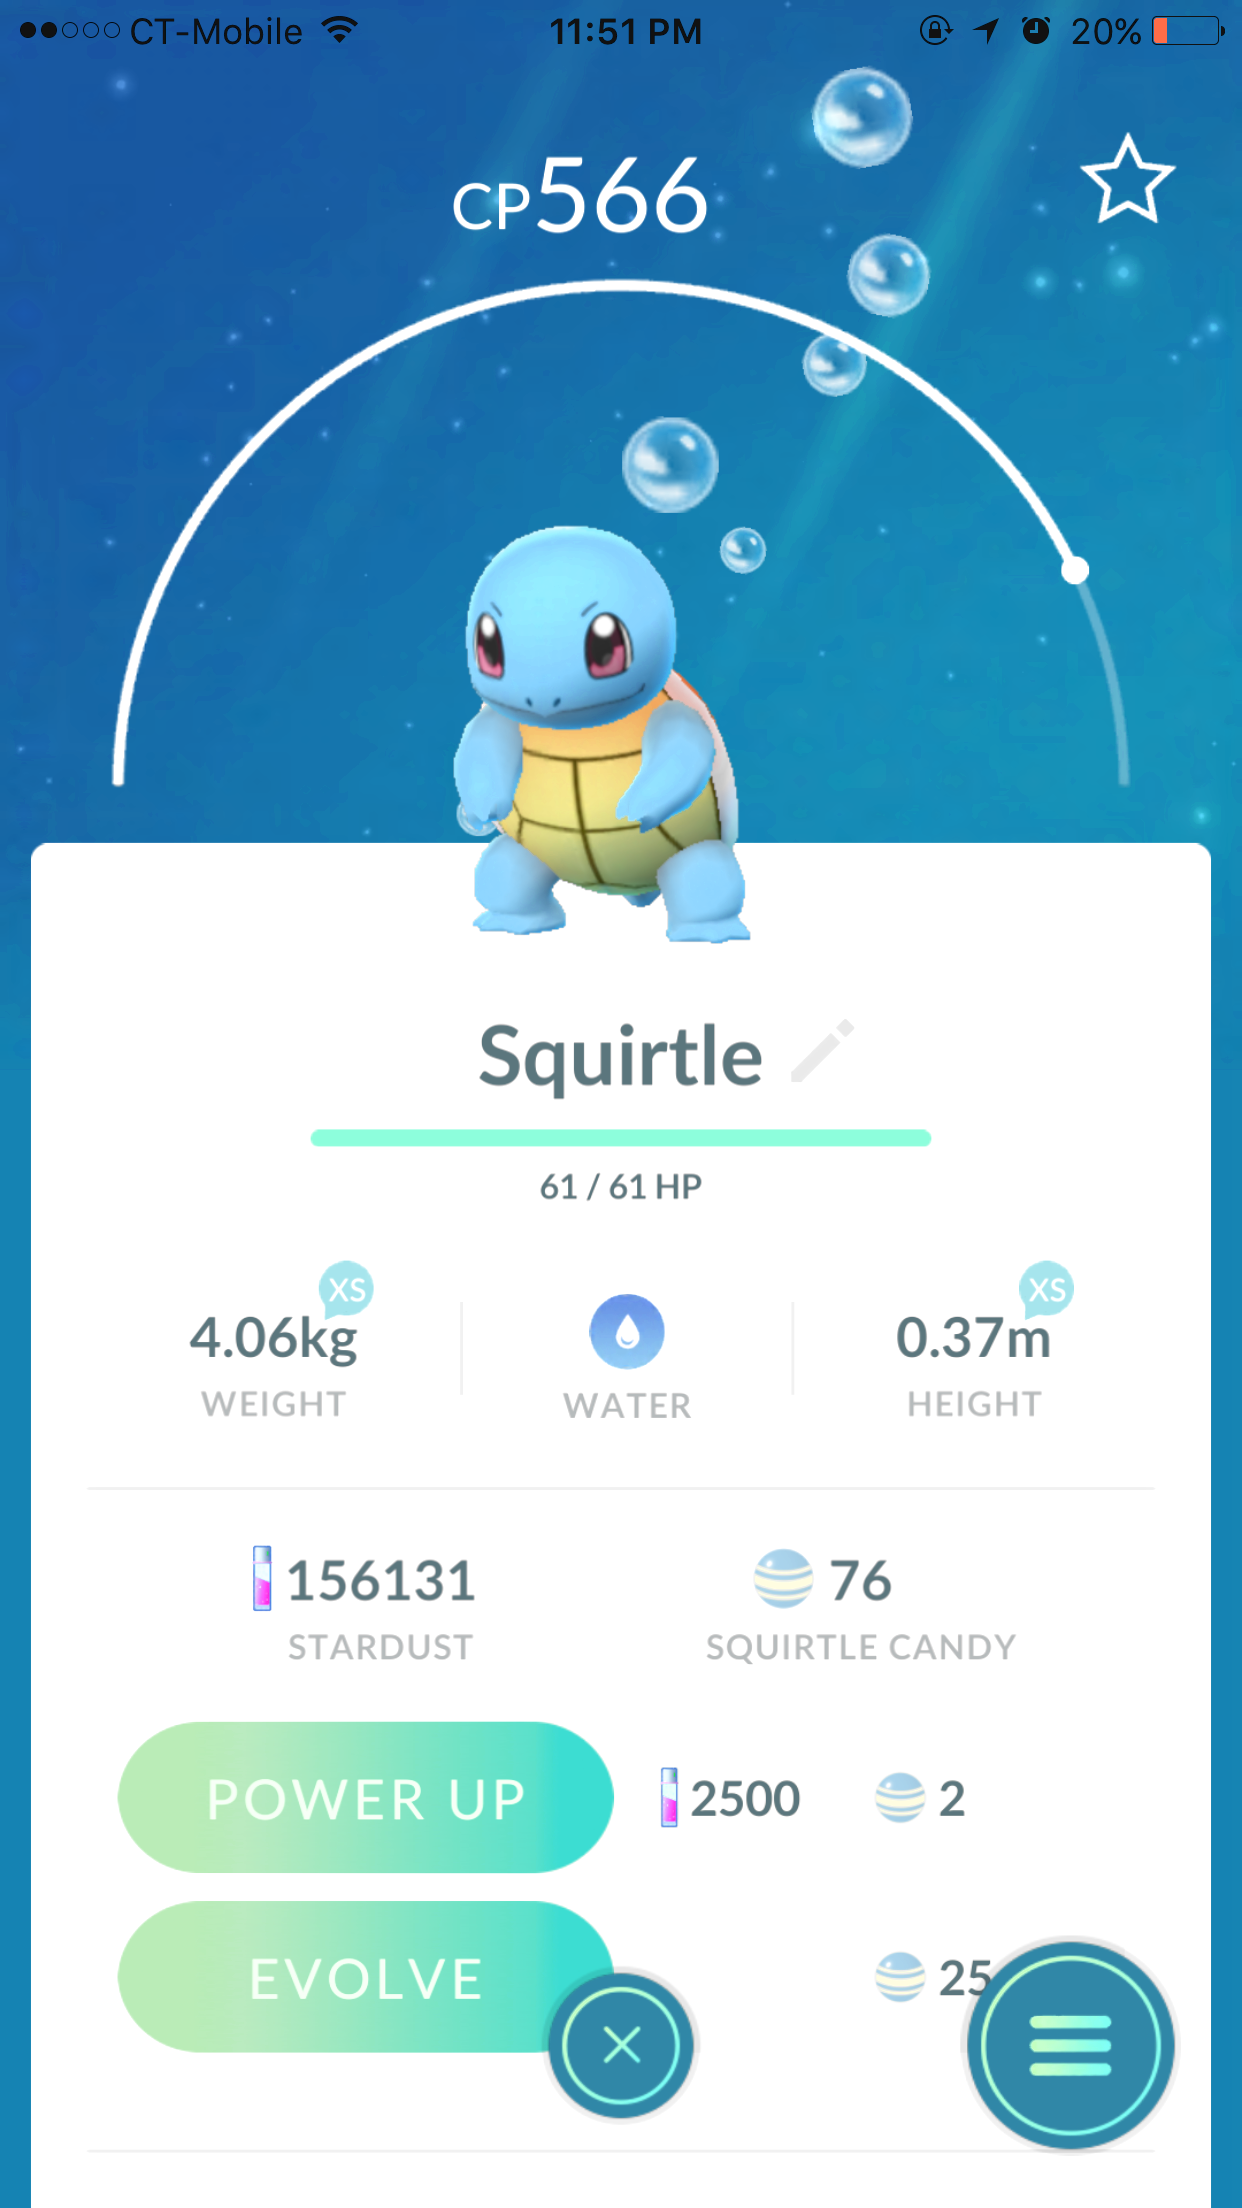 CT-Mobile 11:51 PM 20%
CP566
Squirtle
61 / 61 HP
XS XS
4.06kg 0.37m
WEIGHT WATER HEIGHT
156131 76
STARDUST SQUIRTLE CANDY
POWER UP 2500 2
EVOLVE 25